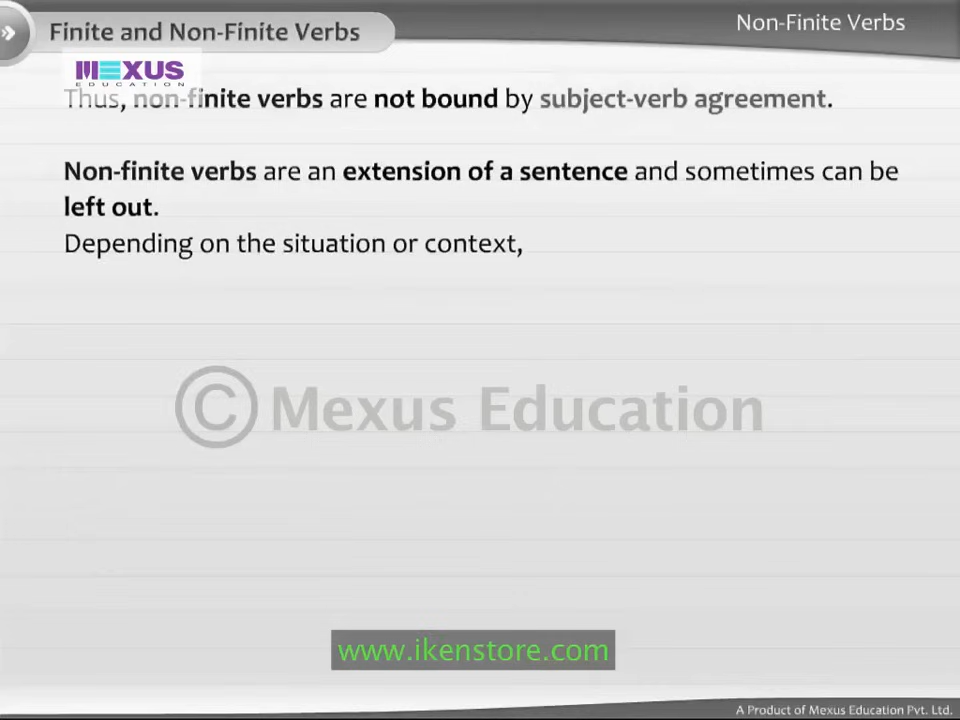 Finite and Non-Finite Verbs
Non-Finite Verbs
MEXUS
EDUCATION
Thus, non-finite verbs are not bound by subject-verb agreement.
Non-finite verbs are an extension of a sentence and sometimes can be
left out.
Depending on the situation or context,
© Mexus Education
www.ikenstore.com
A Product of Mexus Education Pvt. Ltd.